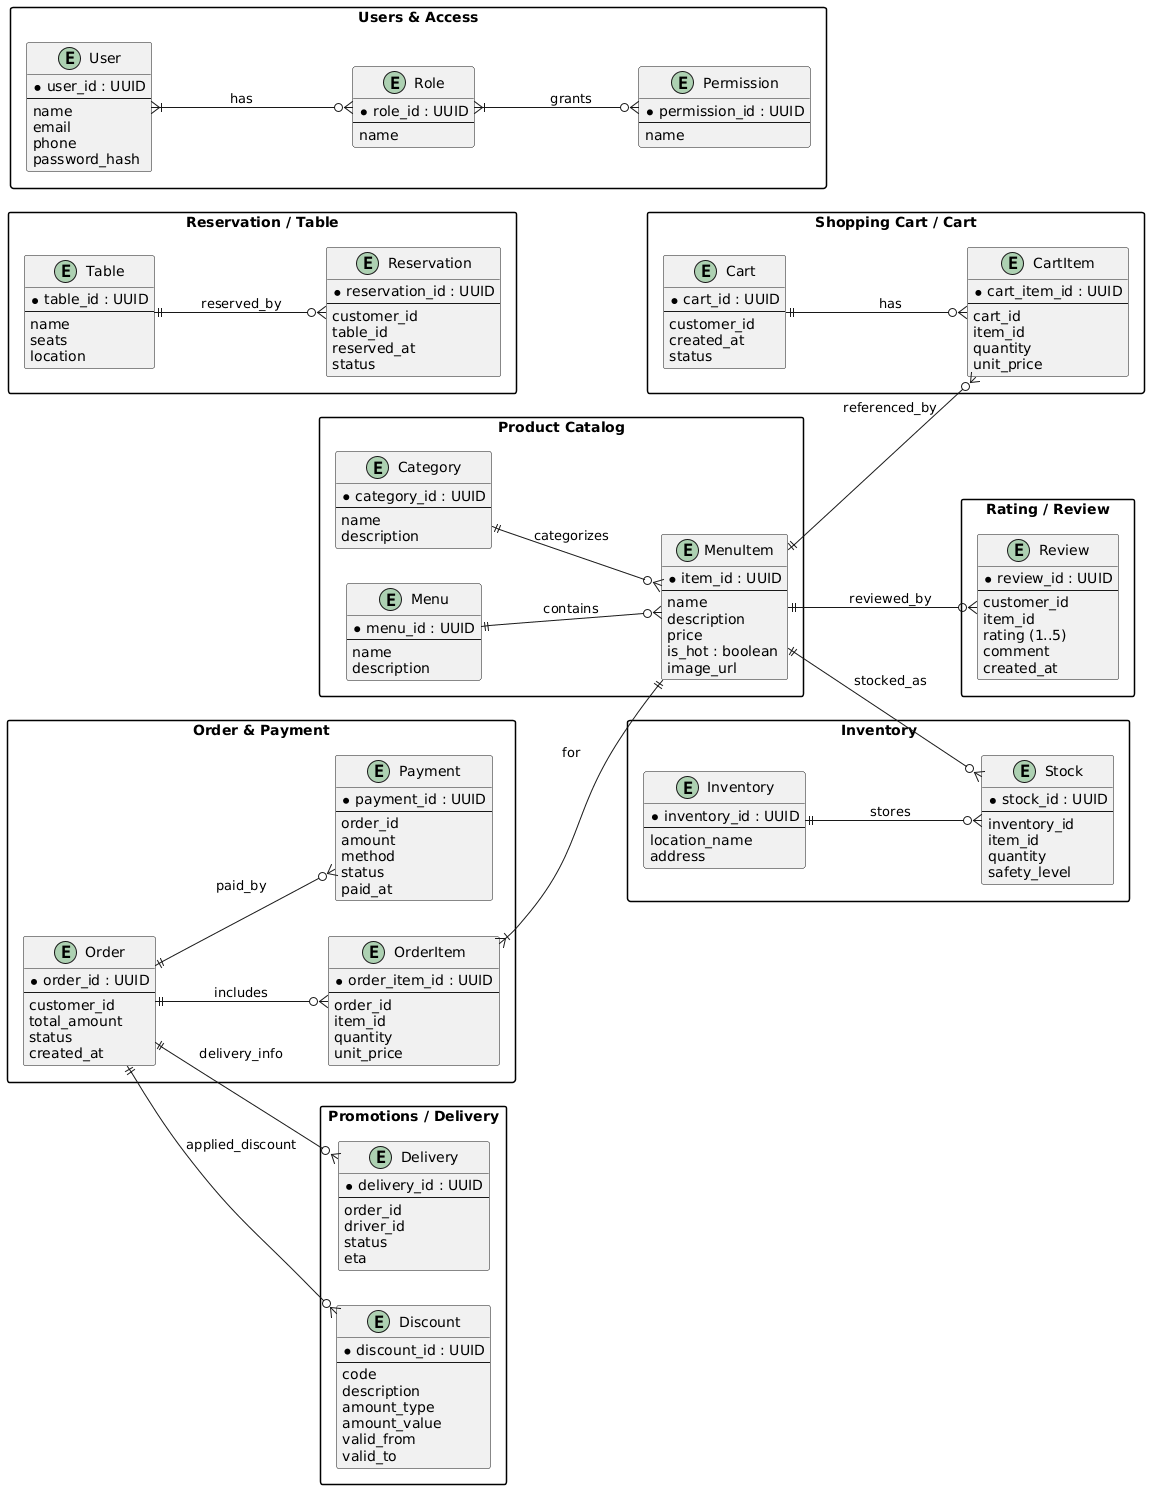 Users & Access
E User
* user_id : UUID
name
email
phone
password_hash
has
E Role
* role_id : UUID
name
grants
E Permission
* permission_id : UUID
name
Reservation / Table
E Table
* table_id : UUID
name
seats
location
reserved_by
E Reservation
* reservation_id : UUID
customer_id
table_id
reserved_at
status
Shopping Cart / Cart
E Cart
* cart_id : UUID
customer_id
created_at
status
has
E CartItem
* cart_item_id : UUID
cart_id
item_id
quantity
unit_price
referenced_by
Product Catalog
E Category
* category_id : UUID
name
description
categorizes
E Menu
* menu_id : UUID
name
description
contains
E MenuItem
* item_id : UUID
name
description
price
is_hot : boolean
image_url
reviewed_by
Rating / Review
E Review
* review_id : UUID
customer_id
item_id
rating (1..5)
comment
created_at
stocked_as
for
Inventory
E Inventory
* inventory_id : UUID
location_name
address
stores
E Stock
* stock_id : UUID
inventory_id
item_id
quantity
safety_level
Order & Payment
E Payment
* payment_id : UUID
order_id
amount
method
status
paid_at
paid_by
E Order
* order_id : UUID
customer_id
total_amount
status
created_at
includes
E OrderItem
* order_item_id : UUID
order_id
item_id
quantity
unit_price
delivery_info
applied_discount
Promotions / Delivery
E Delivery
* delivery_id : UUID
order_id
driver_id
status
eta
E Discount
* discount_id : UUID
code
description
amount_type
amount_value
valid_from
valid_to